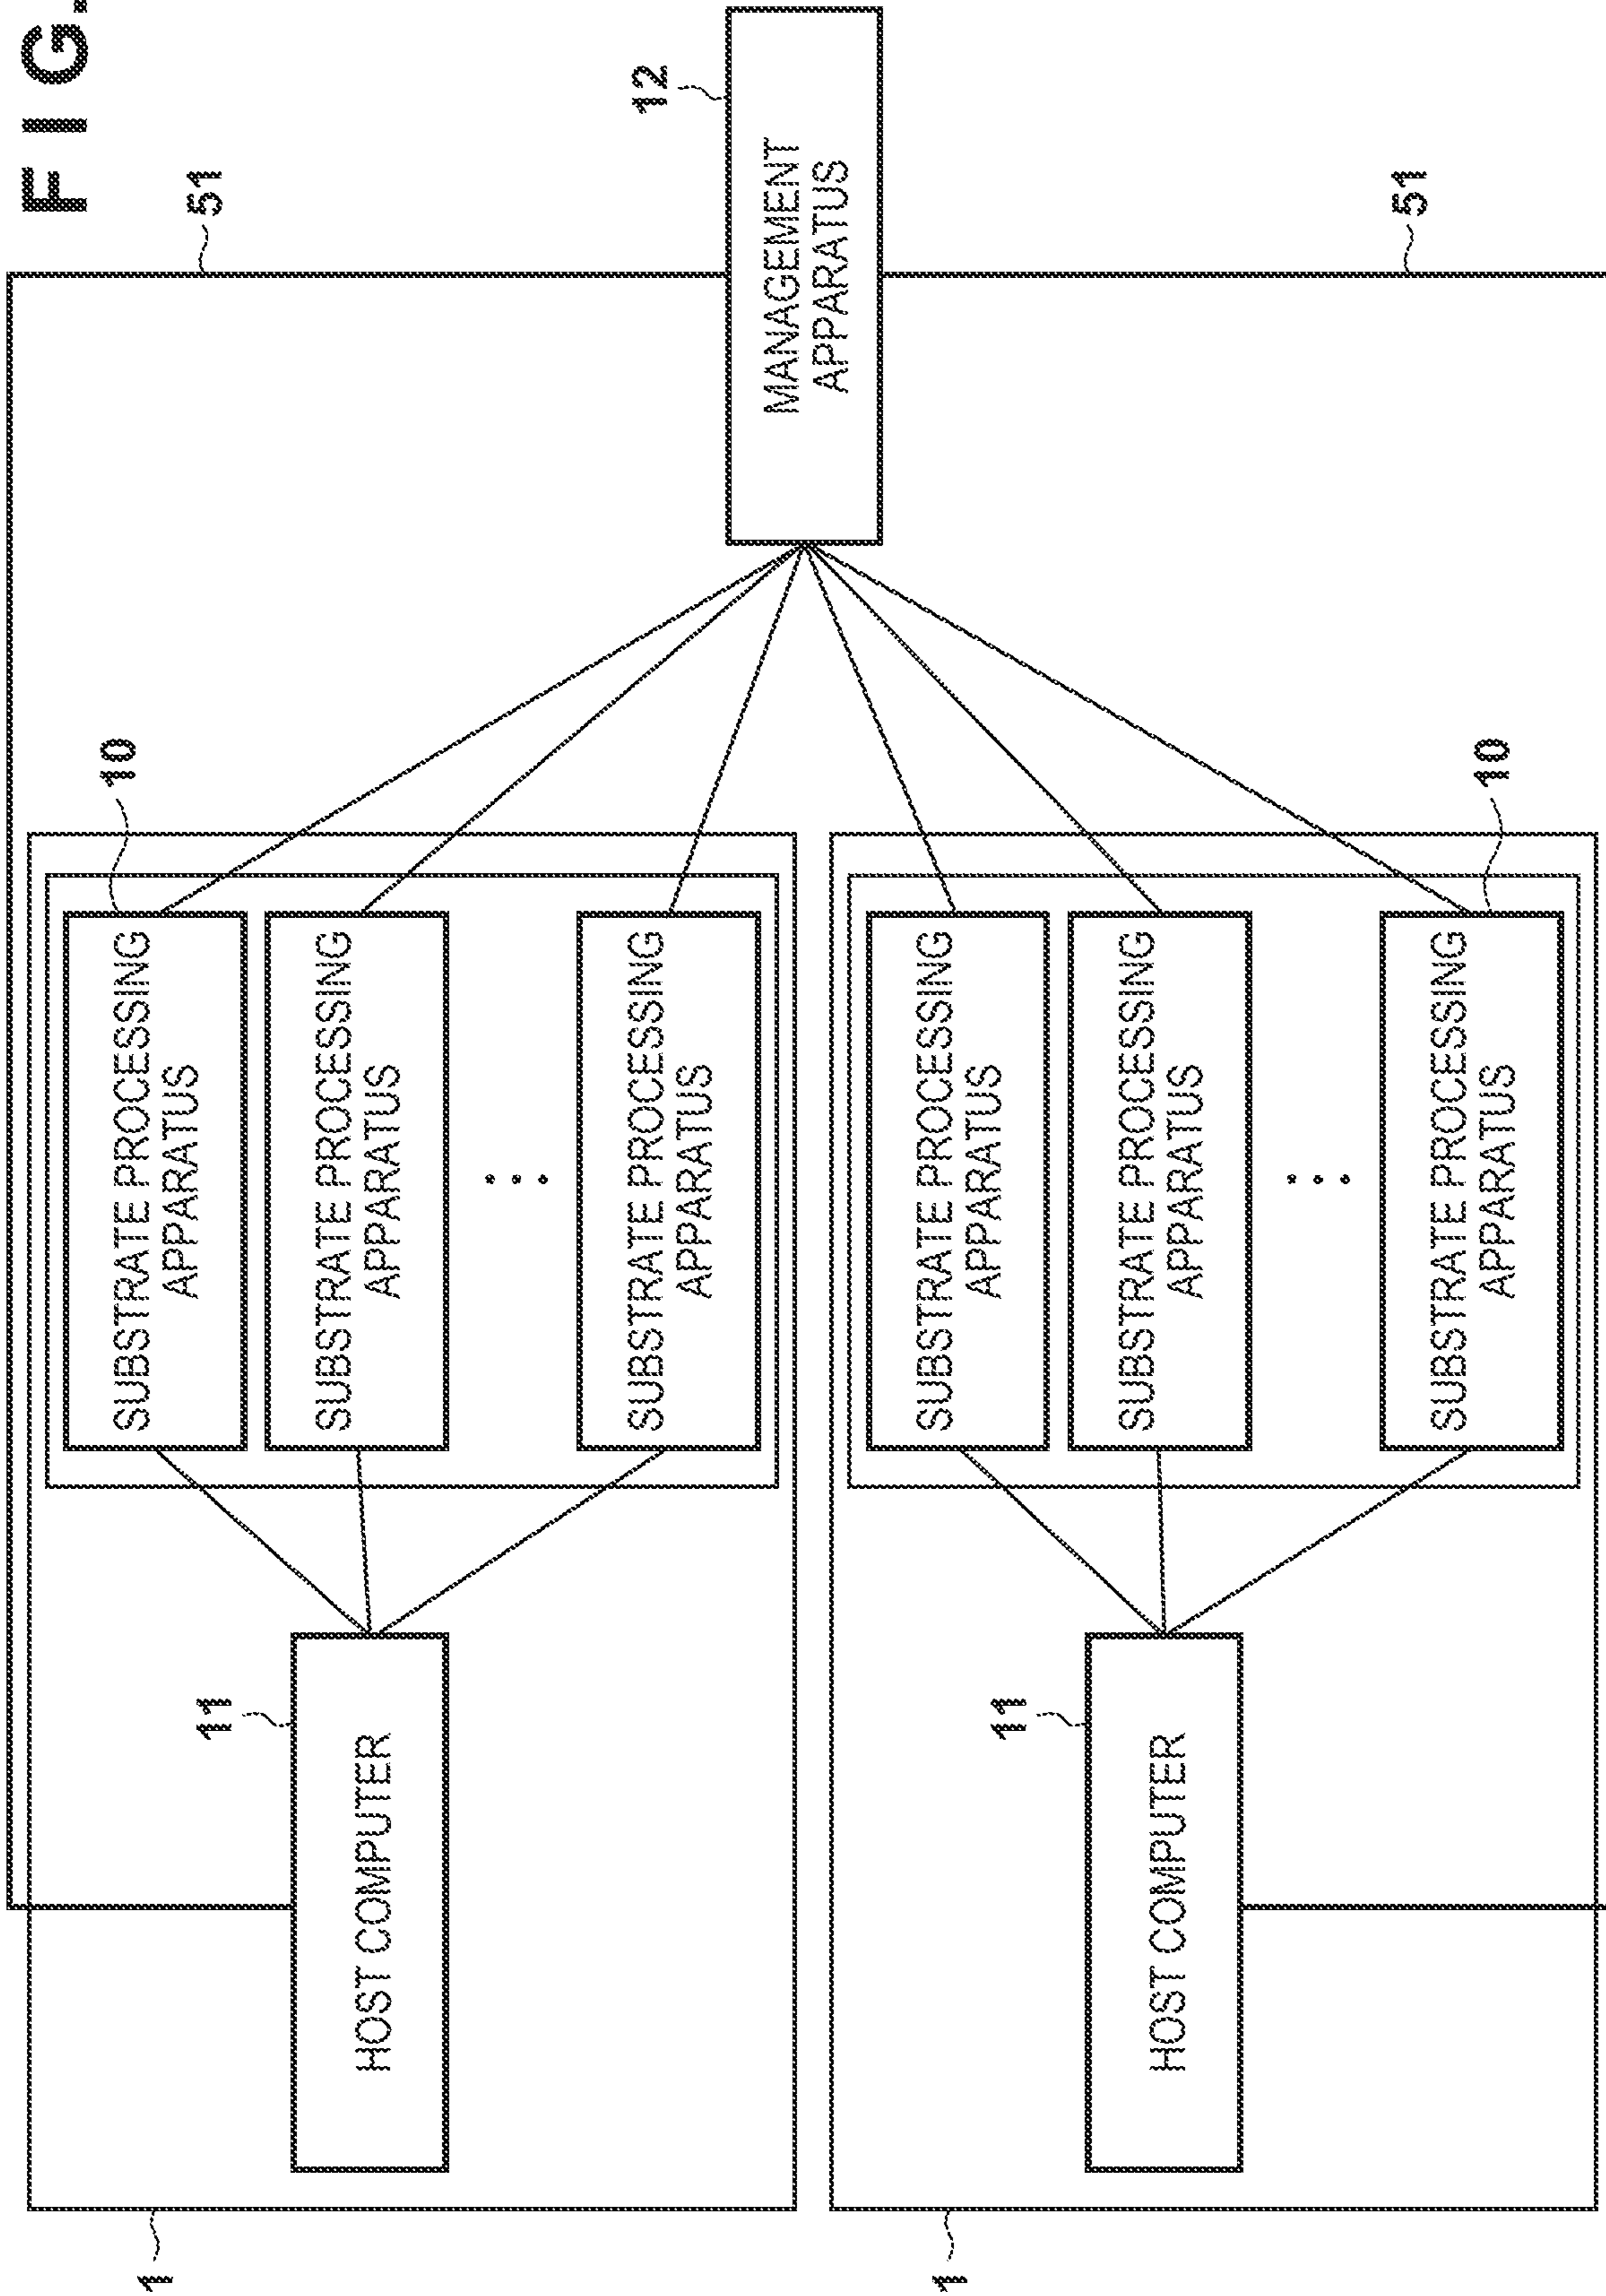 FIG.
51
12
MANAGEMENT
APPARATUS
51
10
SUBSTRATE PROCESSING
APPARATUS
SUBSTRATE PROCESSING
APPARATUS
...
SUBSTRATE PROCESSING
APPARATUS
10
SUBSTRATE PROCESSING
APPARATUS
SUBSTRATE PROCESSING
APPARATUS
...
SUBSTRATE PROCESSING
APPARATUS
11
HOST COMPUTER
11
HOST COMPUTER
1
1